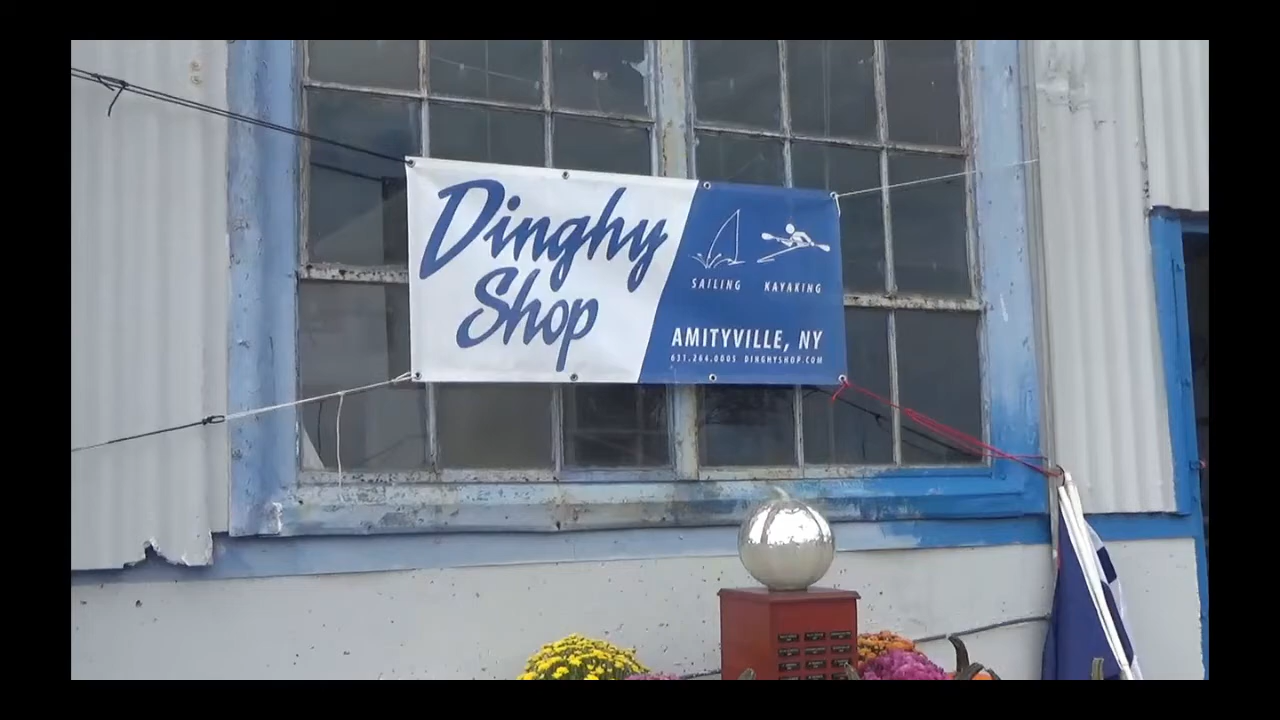 Dinghy
Shop
SAILING KAYAKING
AMITYVILLE, NY
631.264.0005 DINGHYSHOP.COM